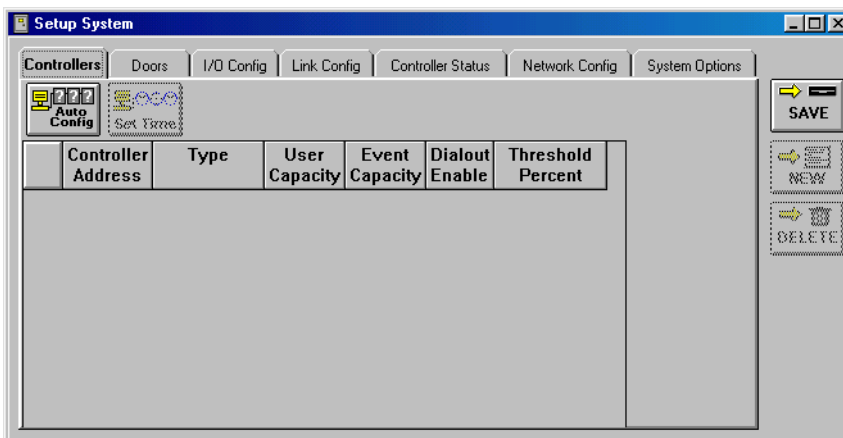 Setup System
Controllers Doors I/O Config Link Config Controller Status Network Config System Options
???
Auto
Config
Set Time
SAVE
NEW
DELETE
Controller Address Type User Capacity Event Capacity Dialout Enable Threshold Percent